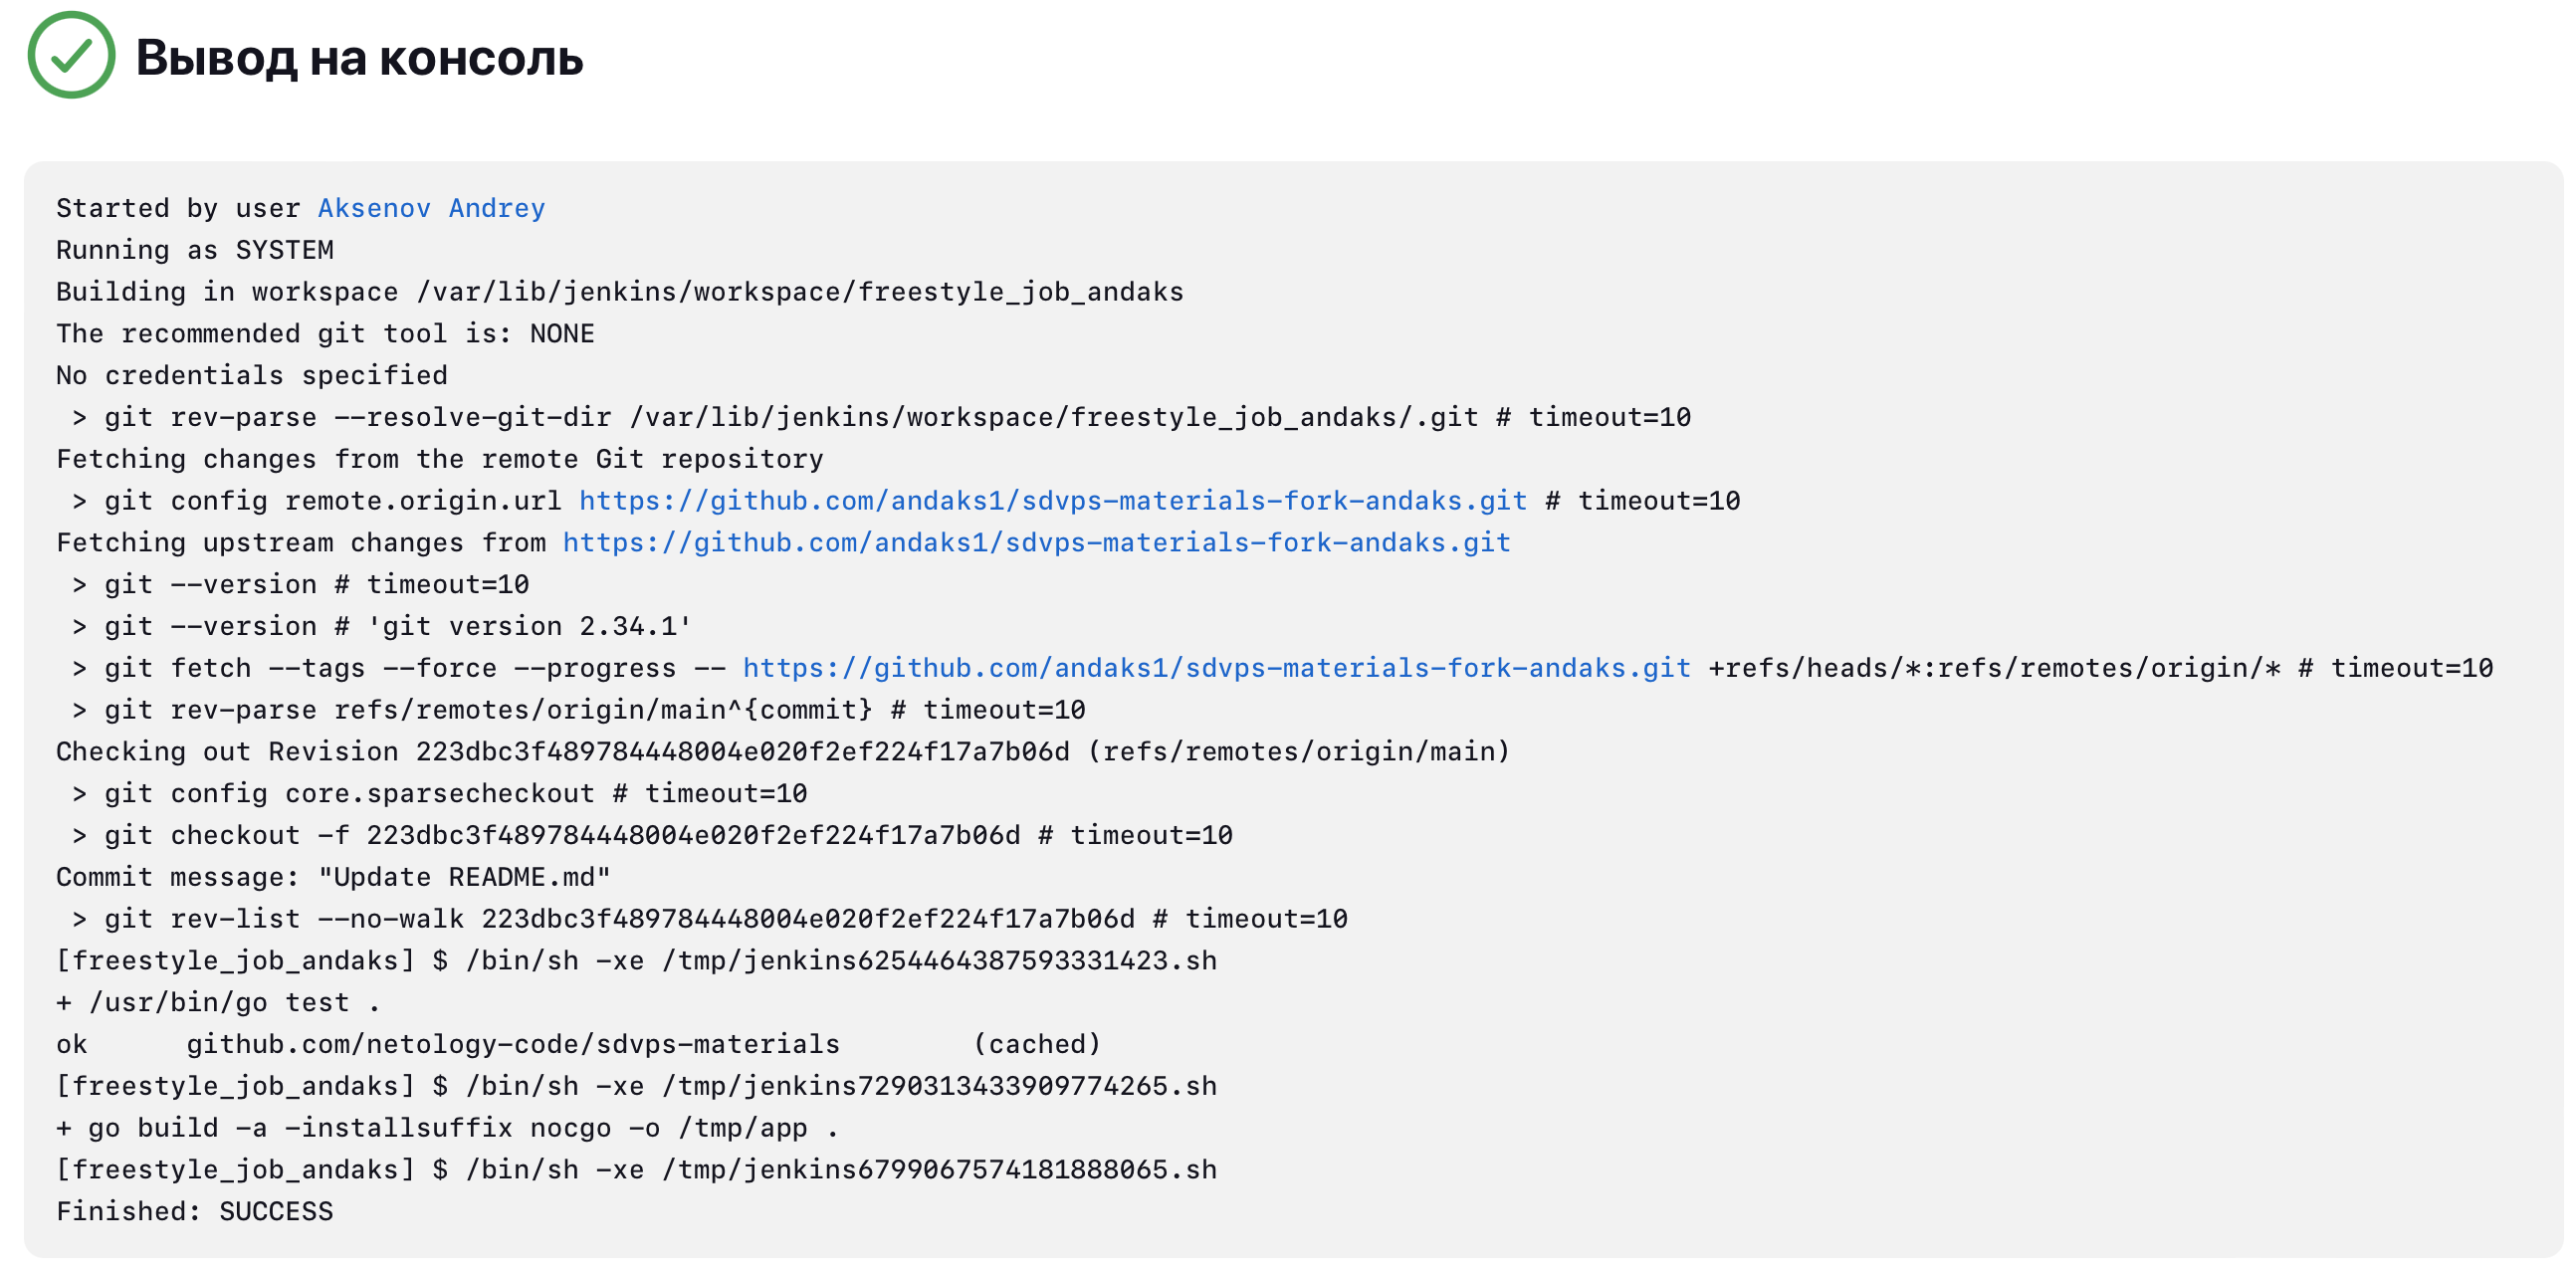 Вывод на консоль
Started by user Aksenov Andrey
Running as SYSTEM
Building in workspace /var/lib/jenkins/workspace/freestyle_job_andaks
The recommended git tool is: NONE
No credentials specified
 > git rev-parse --resolve-git-dir /var/lib/jenkins/workspace/freestyle_job_andaks/.git # timeout=10
Fetching changes from the remote Git repository
 > git config remote.origin.url https://github.com/andaks1/sdvps-materials-fork-andaks.git # timeout=10
Fetching upstream changes from https://github.com/andaks1/sdvps-materials-fork-andaks.git
 > git --version # timeout=10
 > git --version # 'git version 2.34.1'
 > git fetch --tags --force --progress -- https://github.com/andaks1/sdvps-materials-fork-andaks.git +refs/heads/*:refs/remotes/origin/* # timeout=10
 > git rev-parse refs/remotes/origin/main^{commit} # timeout=10
Checking out Revision 223dbc3f489784448004e020f2ef224f17a7b06d (refs/remotes/origin/main)
 > git config core.sparsecheckout # timeout=10
 > git checkout -f 223dbc3f489784448004e020f2ef224f17a7b06d # timeout=10
Commit message: "Update README.md"
 > git rev-list --no-walk 223dbc3f489784448004e020f2ef224f17a7b06d # timeout=10
[freestyle_job_andaks] $ /bin/sh -xe /tmp/jenkins6254464387593331423.sh
+ /usr/bin/go test .
ok      github.com/netology-code/sdvps-materials        (cached)
[freestyle_job_andaks] $ /bin/sh -xe /tmp/jenkins7290313433909774265.sh
+ go build -a -installsuffix nocgo -o /tmp/app .
[freestyle_job_andaks] $ /bin/sh -xe /tmp/jenkins6799067574181888065.sh
Finished: SUCCESS